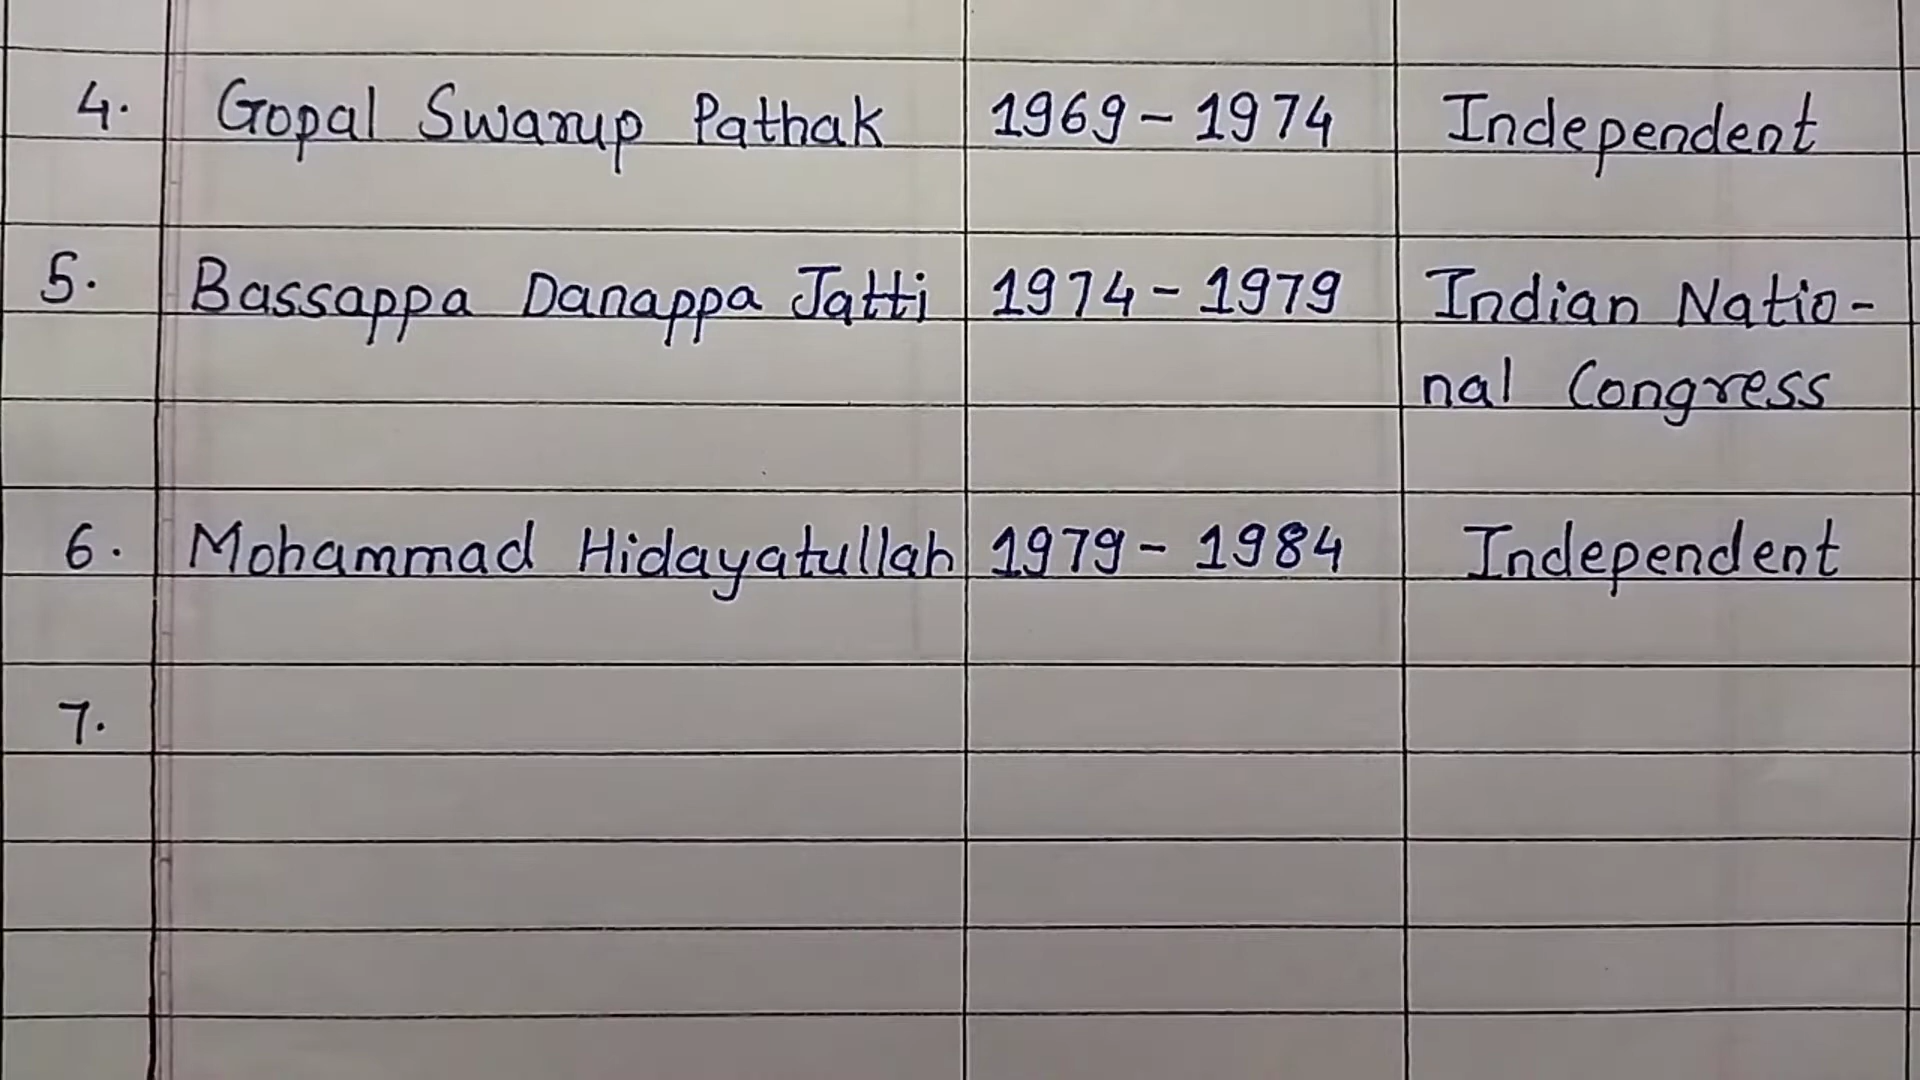 4. Gopal Swarup Pathak 1969 - 1974 Independent
5. Bassappa Danappa Jatti 1974 - 1979 Indian Natio-
nal Congress
6. Mohammad Hidayatullah 1979 - 1984 Independent
7.